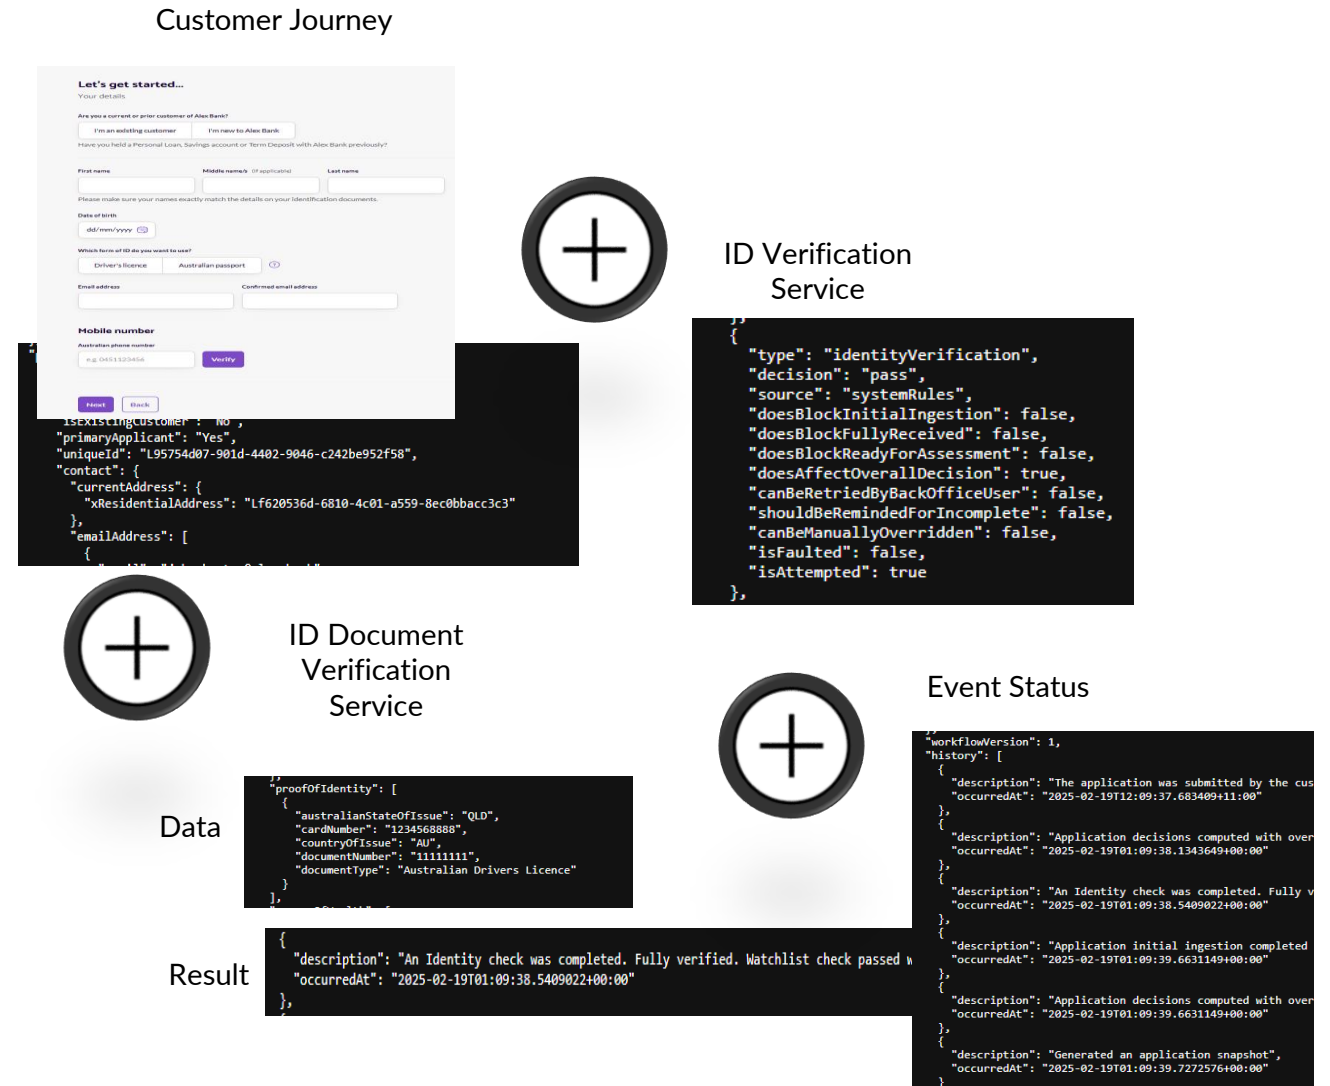 Customer Journey
Let's get started...
Your details
Are you a current or prior customer of Alex Bank?
I'm an existing customer
I'm new to Alex Bank
Have you held a Personal Loan, Savings account or Term Deposit with Alex Bank previously?
First name
Middle name/s (if applicable)
Last name
Please make sure your names exactly match the details on your identification documents.
Date of birth
dd/mm/yyyy
Which form of ID do you want to use?
Driver's licence
Australian passport
Email address
Confirmed email address
Mobile number
Australian phone number
e.g. 0451123456
Verify
Next
Back
"isExistingCustomer": "No",
"primaryApplicant": "Yes",
"uniqueId": "L95754d07-901d-4402-9046-c242be952f58",
"contact": {
"currentAddress": {
"xResidentialAddress": "Lf620536d-6810-4c01-a559-8ec0bbacc3c3"
},
"emailAddress": [
{
ID Verification
Service
},
{
"type": "identityVerification",
"decision": "pass",
"source": "systemRules",
"doesBlockInitialIngestion": false,
"doesBlockFullyReceived": false,
"doesBlockReadyForAssessment": false,
"doesAffectOverallDecision": true,
"canBeRetriedByBackOfficeUser": false,
"shouldBeRemindedForIncomplete": false,
"canBeManuallyOverridden": false,
"isFaulted": false,
"isAttempted": true
},
ID Document
Verification
Service
Data
},
"proofOfIdentity": [
{
"australianStateOfIssue": "QLD",
"cardNumber": "1234568888",
"countryOfIssue": "AU",
"documentNumber": "11111111",
"documentType": "Australian Drivers Licence"
}
],
Result
{
"description": "An Identity check was completed. Fully verified. Watchlist check passed w
"occurredAt": "2025-02-19T01:09:38.5409022+00:00"
},
Event Status
"workflowVersion": 1,
"history": [
{
"description": "The application was submitted by the cus
"occurredAt": "2025-02-19T12:09:37.683409+11:00"
},
{
"description": "Application decisions computed with over
"occurredAt": "2025-02-19T01:09:38.1343649+00:00"
},
{
"description": "An Identity check was completed. Fully v
"occurredAt": "2025-02-19T01:09:38.5409022+00:00"
},
{
"description": "Application initial ingestion completed
"occurredAt": "2025-02-19T01:09:39.6631149+00:00"
},
{
"description": "Application decisions computed with over
"occurredAt": "2025-02-19T01:09:39.6631149+00:00"
},
{
"description": "Generated an application snapshot",
"occurredAt": "2025-02-19T01:09:39.7272576+00:00"
}